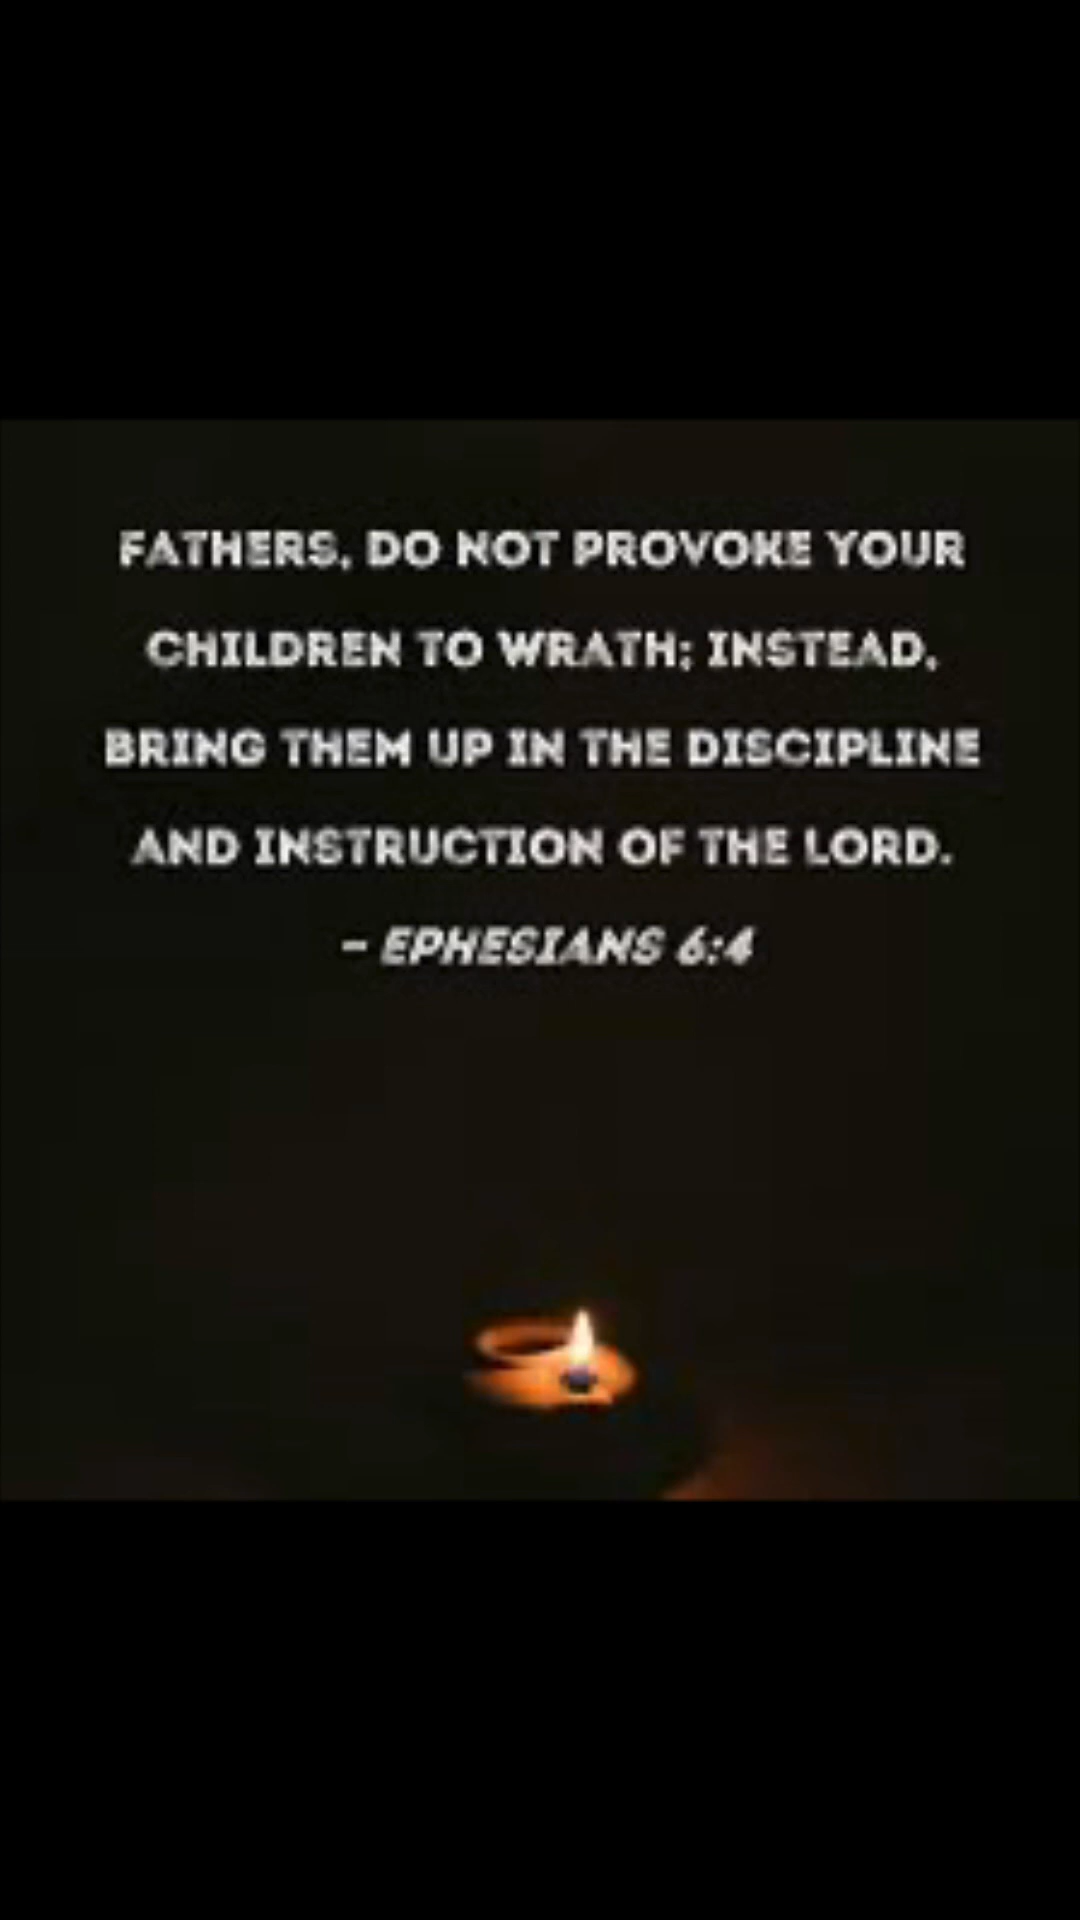 FATHERS, DO NOT PROVOKE YOUR
CHILDREN TO WRATH; INSTEAD,
BRING THEM UP IN THE DISCIPLINE
AND INSTRUCTION OF THE LORD.
- EPHESIANS 6:4